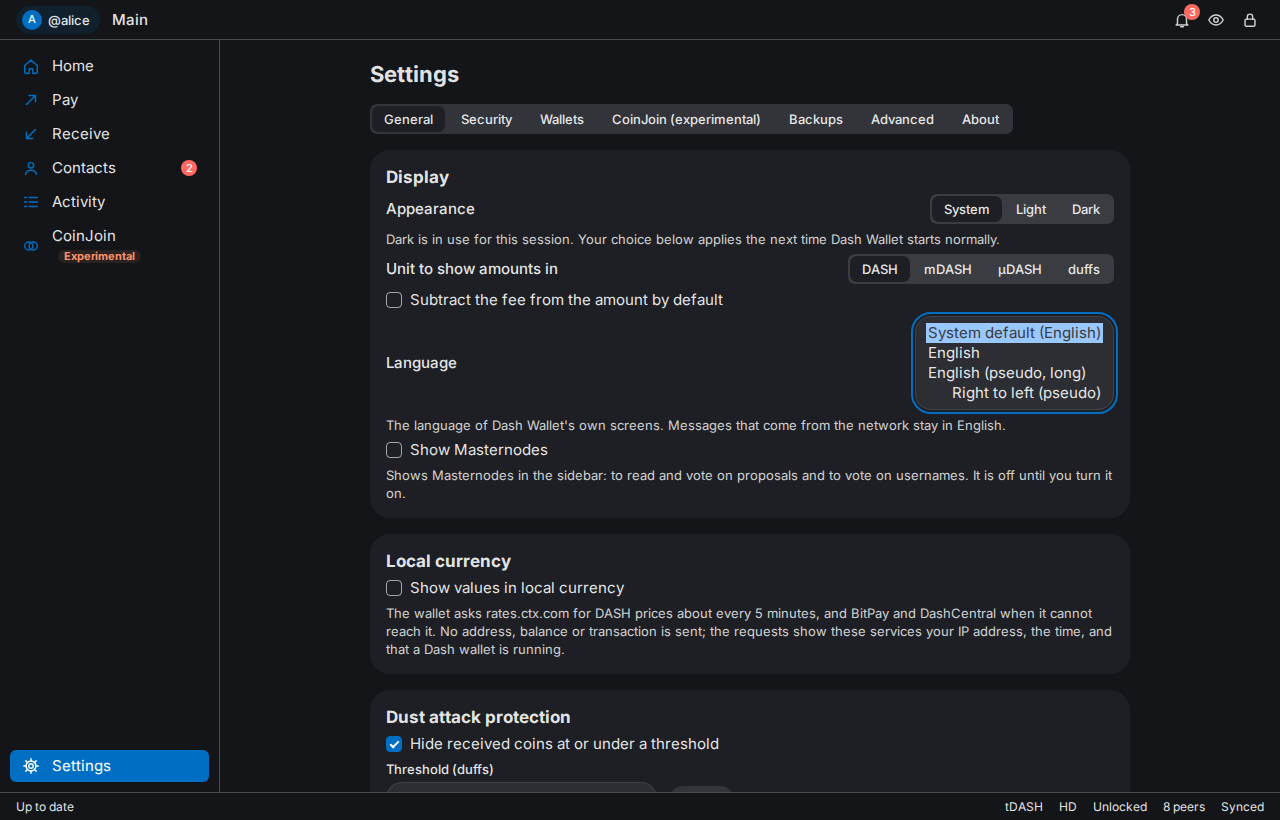 A @alice Main 3
Home
Pay
Receive
Contacts 2
Activity
CoinJoin
Experimental
Settings
Settings
General Security Wallets CoinJoin (experimental) Backups Advanced About
Display
Appearance System Light Dark
Dark is in use for this session. Your choice below applies the next time Dash Wallet starts normally.
Unit to show amounts in DASH mDASH µDASH duffs
Subtract the fee from the amount by default
Language
System default (English)
English
English (pseudo, long)
Right to left (pseudo)
The language of Dash Wallet's own screens. Messages that come from the network stay in English.
Show Masternodes
Shows Masternodes in the sidebar: to read and vote on proposals and to vote on usernames. It is off until you turn it
on.
Local currency
Show values in local currency
The wallet asks rates.ctx.com for DASH prices about every 5 minutes, and BitPay and DashCentral when it cannot
reach it. No address, balance or transaction is sent; the requests show these services your IP address, the time, and
that a Dash wallet is running.
Dust attack protection
Hide received coins at or under a threshold
Threshold (duffs)
Up to date tDASH HD Unlocked 8 peers Synced